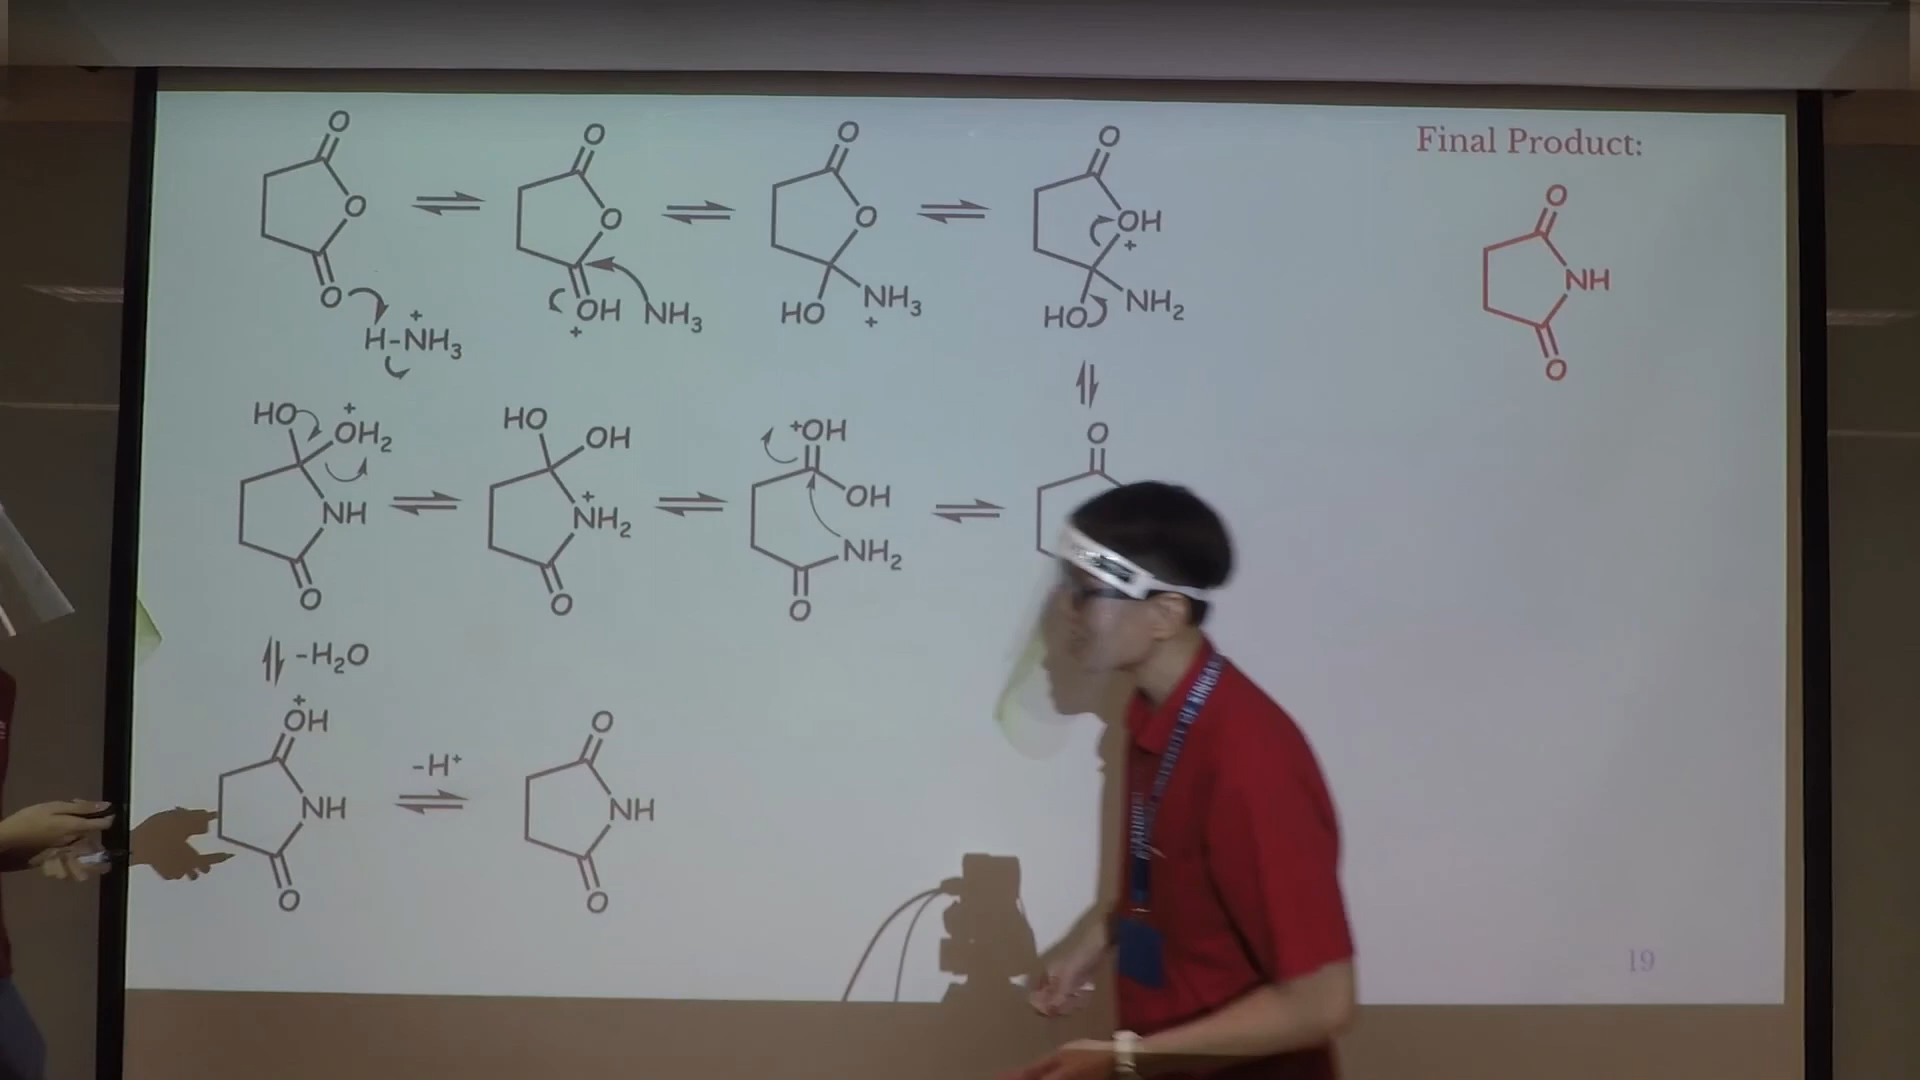 Final Product:
O O O O
O O O OH
+
O OH NH₃ HO NH₃ HO NH₂
+ +
H-NH₃
+
O
NH
O
HO OH₂ HO OH +OH O
+
NH NH₂ OH
+
O O O NH₂
-H₂O
+
OH O
-H⁺
NH NH
O O
19